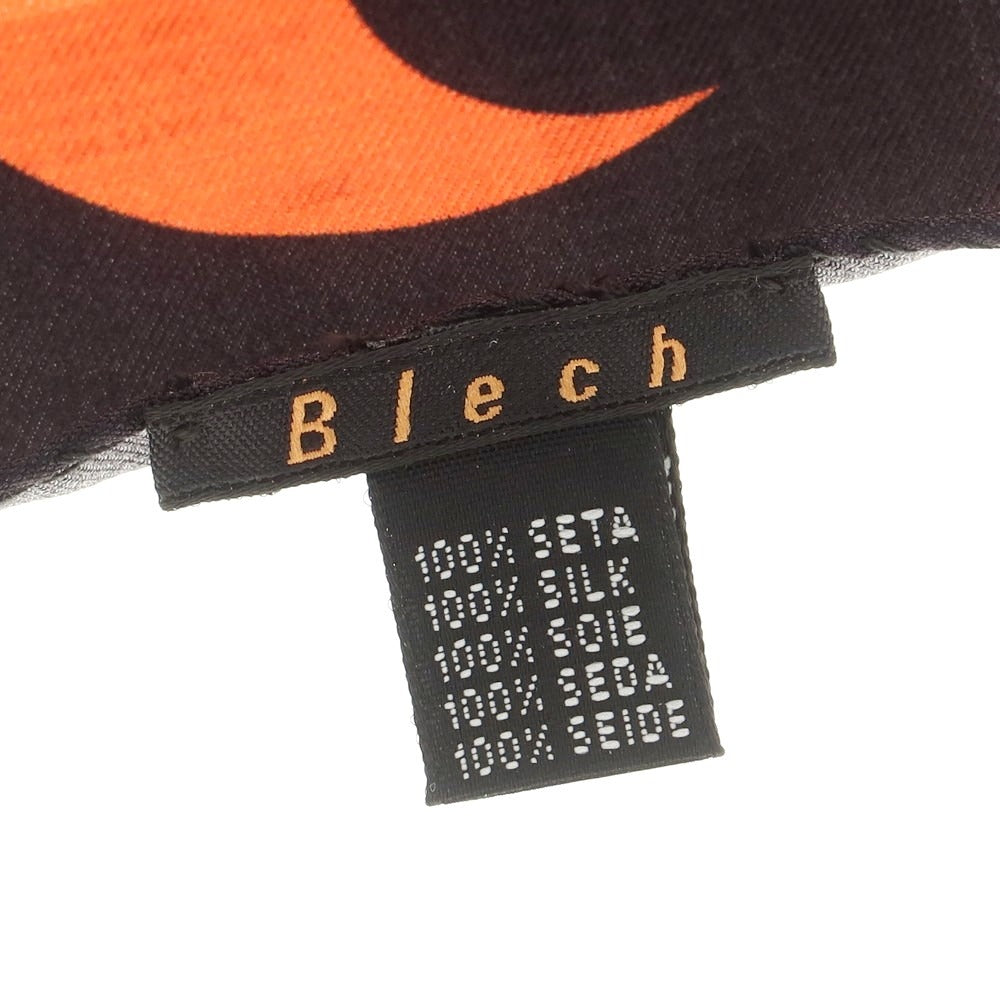 Blech
100% SETA
100% SILK
100% SOIE
100% SEDA
100% SEIDE